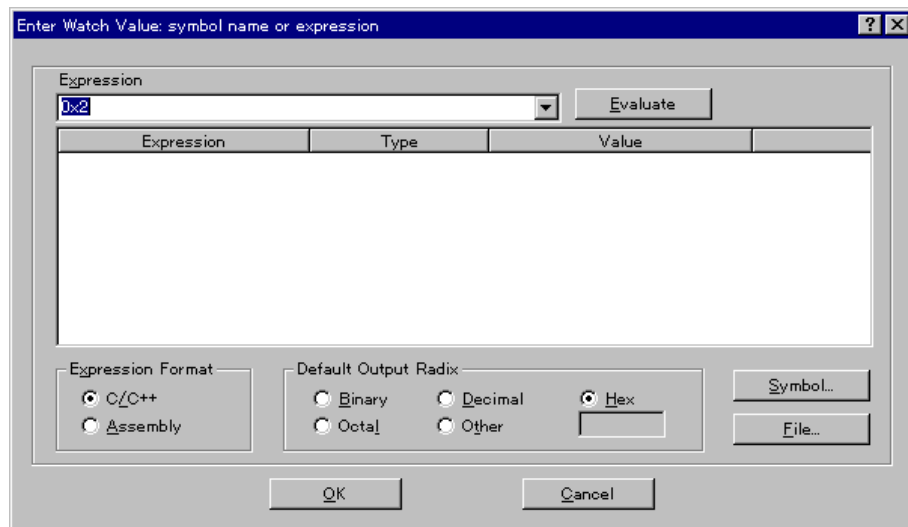 Enter Watch Value: symbol name or expression
Expression
0x2
Evaluate
Expression Type Value
Expression Format
Default Output Radix
C/C++
Binary Decimal Hex
Symbol...
Assembly
Octal Other
File...
OK Cancel